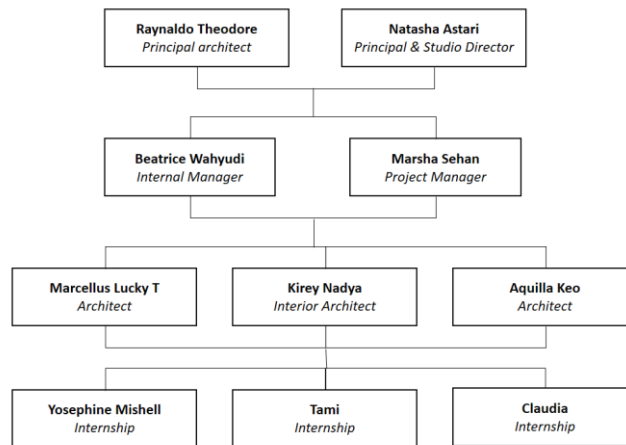 Raynaldo Theodore
Principal architect
Natasha Astari
Principal & Studio Director
Beatrice Wahyudi
Internal Manager
Marsha Sehan
Project Manager
Marcellus Lucky T
Architect
Kirey Nadya
Interior Architect
Aquilla Keo
Architect
Yosephine Mishell
Internship
Tami
Internship
Claudia
Internship